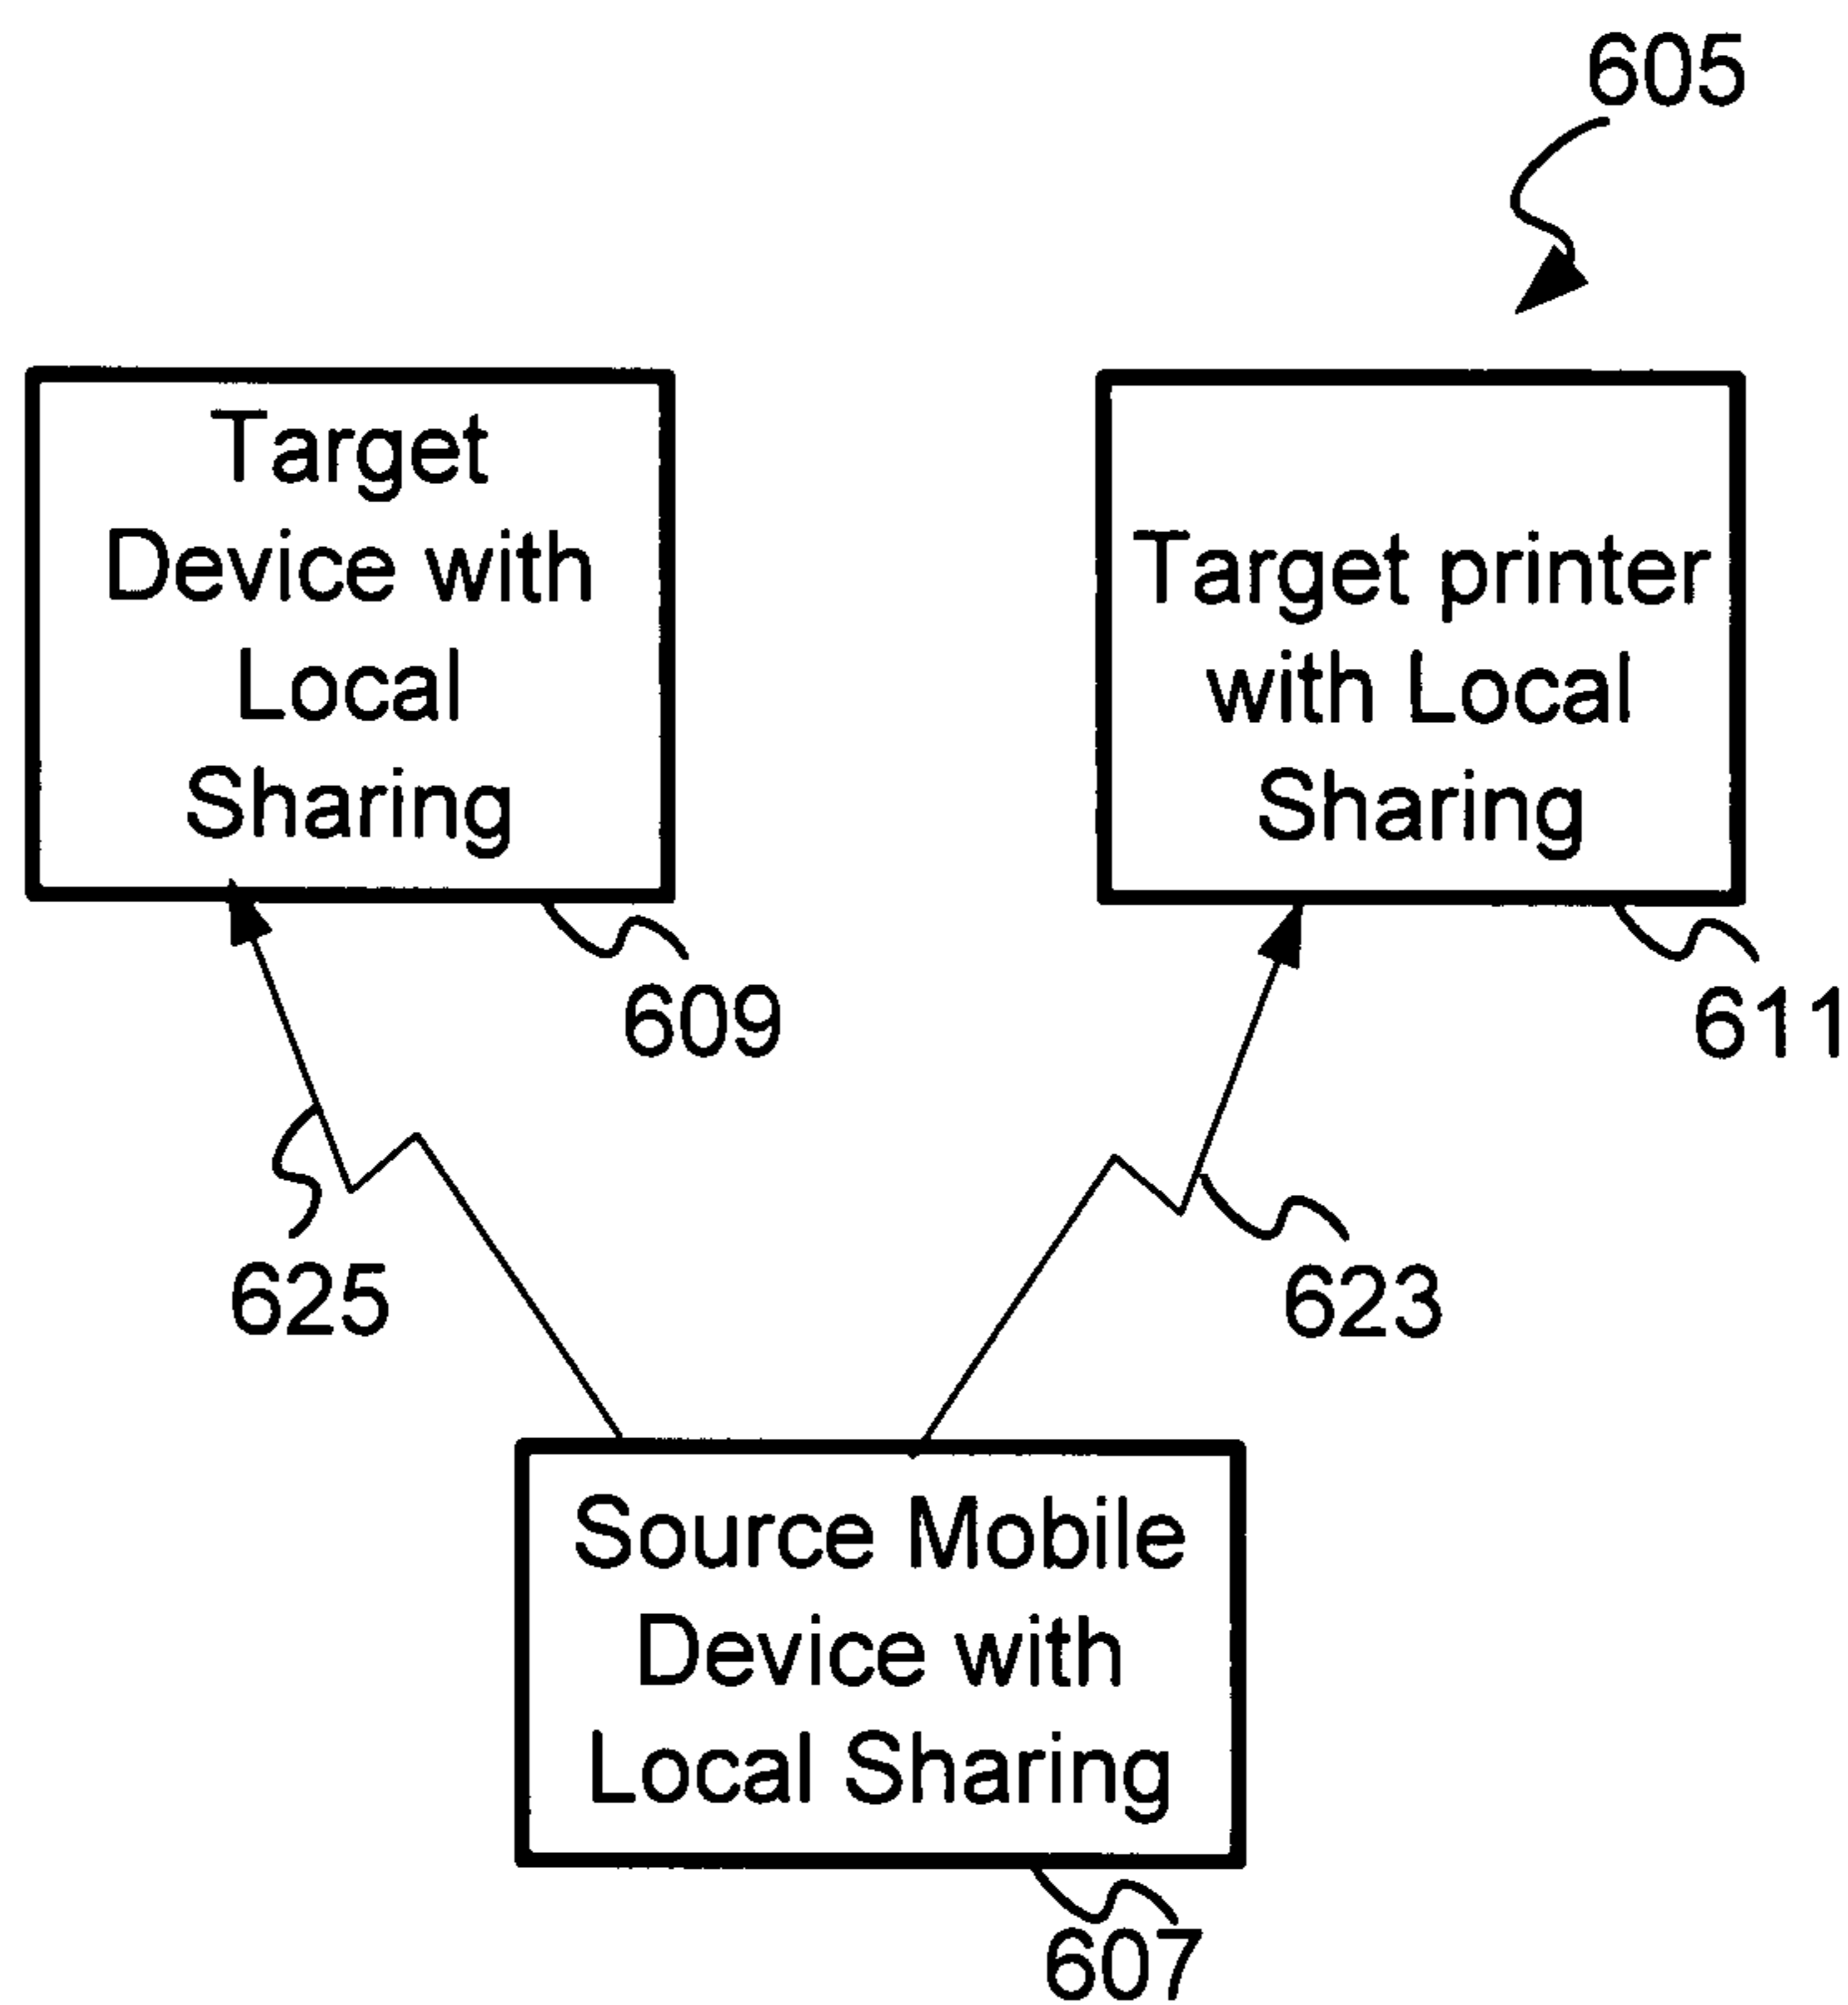 605
Target
Device with
Local
Sharing
Target printer
with Local
Sharing
609
611
625
623
Source Mobile
Device with
Local Sharing
607